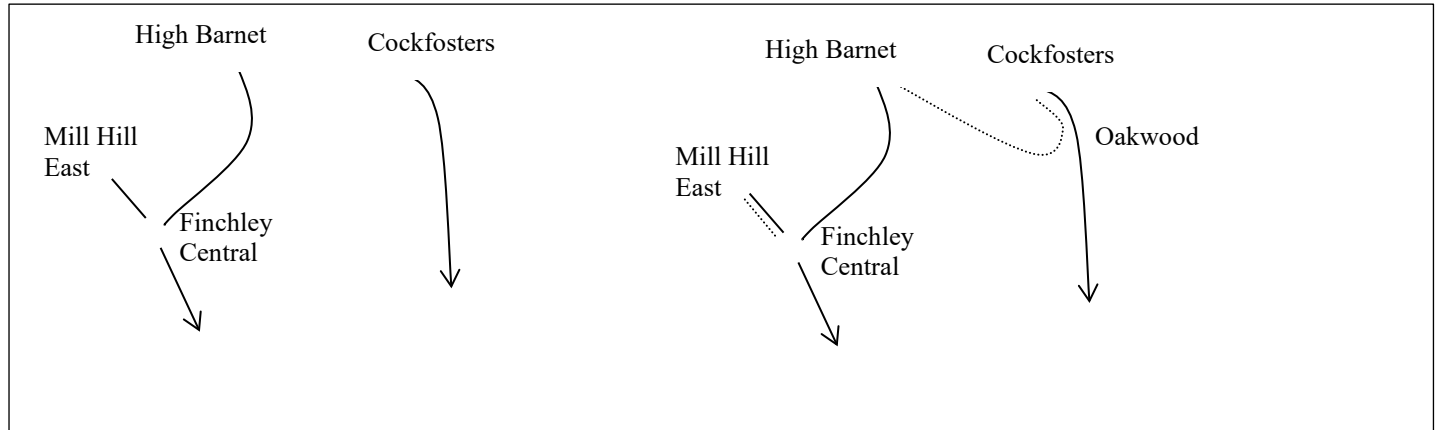 High Barnet
Cockfosters
Mill Hill
East
Finchley
Central
High Barnet
Cockfosters
Oakwood
Mill Hill
East
Finchley
Central